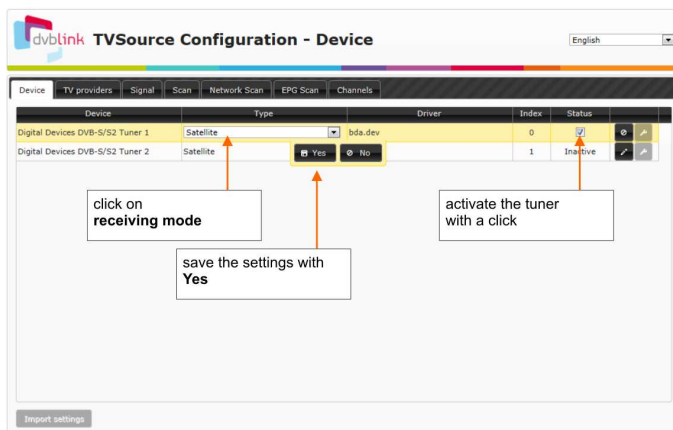 dvblink TVSource Configuration - Device
English
Device TV providers Signal Scan Network Scan EPG Scan Channels
Device Type Driver Index Status
Digital Devices DVB-S/S2 Tuner 1 Satellite bda.dev 0
Digital Devices DVB-S/S2 Tuner 2 Satellite Yes No 1 Inactive
click on
receiving mode
activate the tuner
with a click
save the settings with
Yes
Import settings